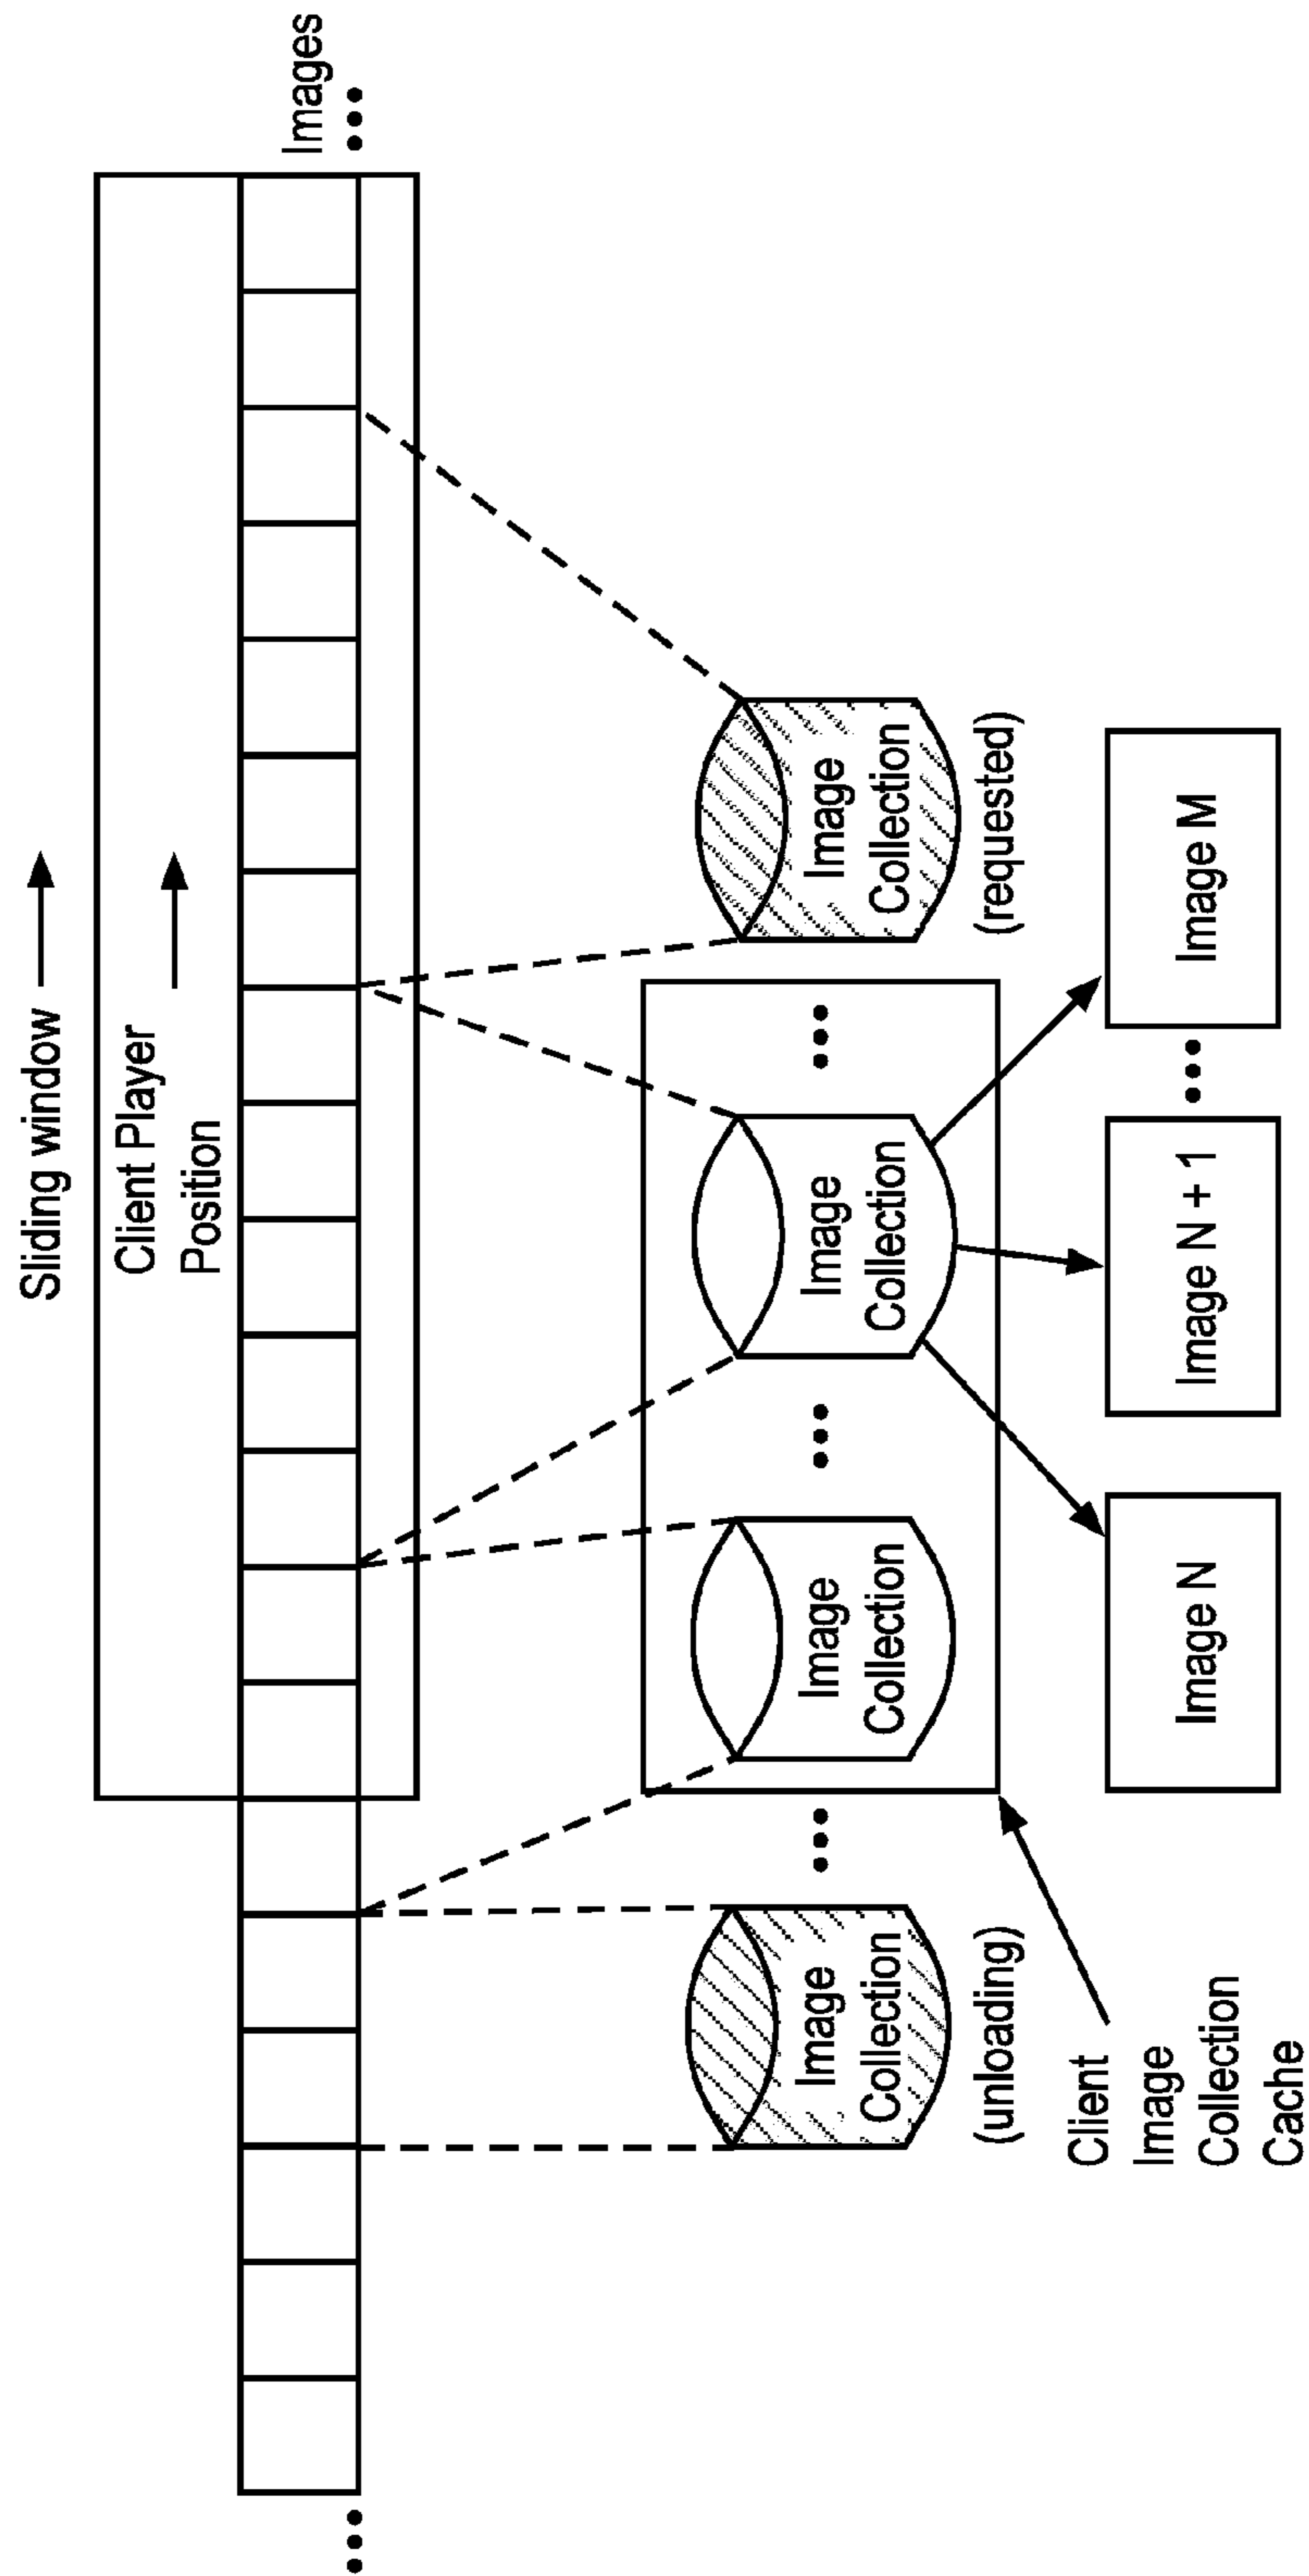 Sliding window
Client Player
Position
Images
Image
Collection
(unloading)
Image
Collection
Image
Collection
Image
Collection
(requested)
Client
Image
Collection
Cache
Image N
Image N + 1
Image M